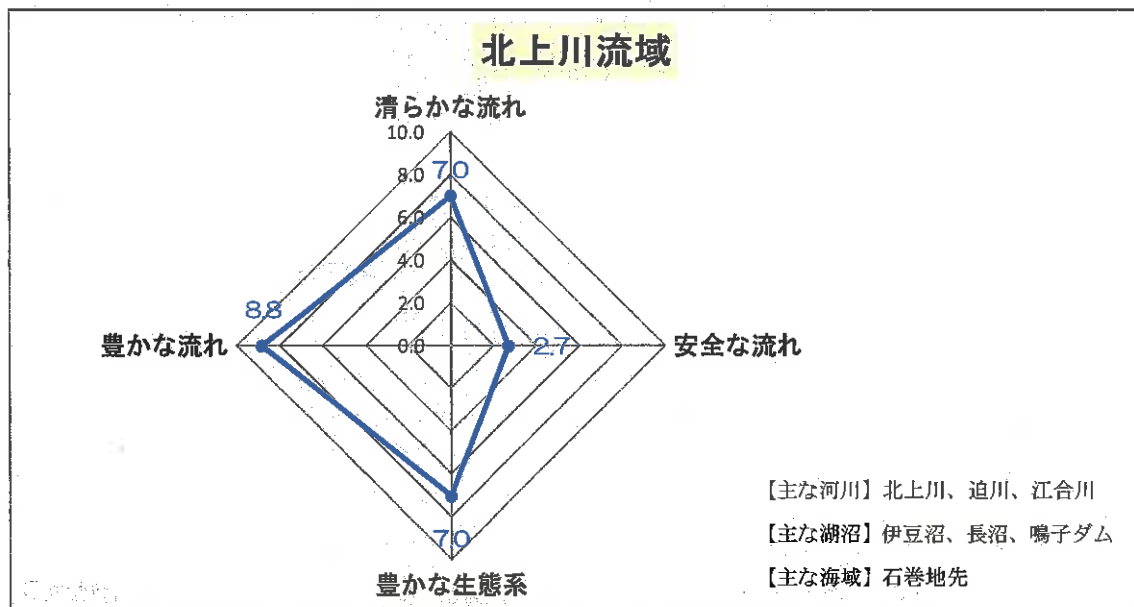 北上川流域
清らかな流れ
10.0
7.0
8.0
6.0
4.0
8.8
2.0
豊かな流れ
0.0
2.7
安全な流れ
7.0
豊かな生態系
【主な河川】北上川、迫川、江合川
【主な湖沼】伊豆沼、長沼、鳴子ダム
【主な海域】石巻地先